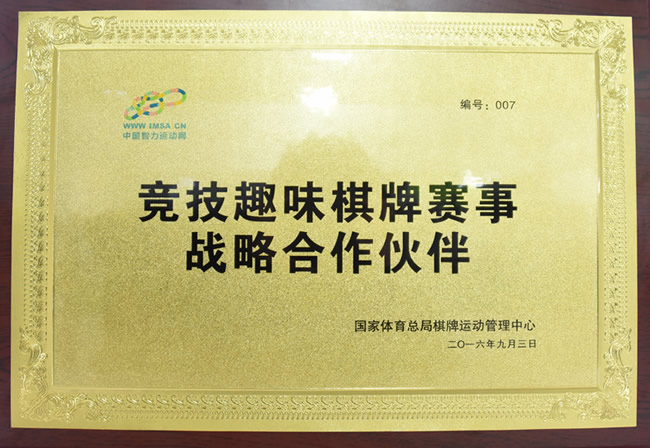 编号：007
WWW IMSA CN
中国智力运动网
竞技趣味棋牌赛事
战略合作伙伴
国家体育总局棋牌运动管理中心
二〇一六年九月三日